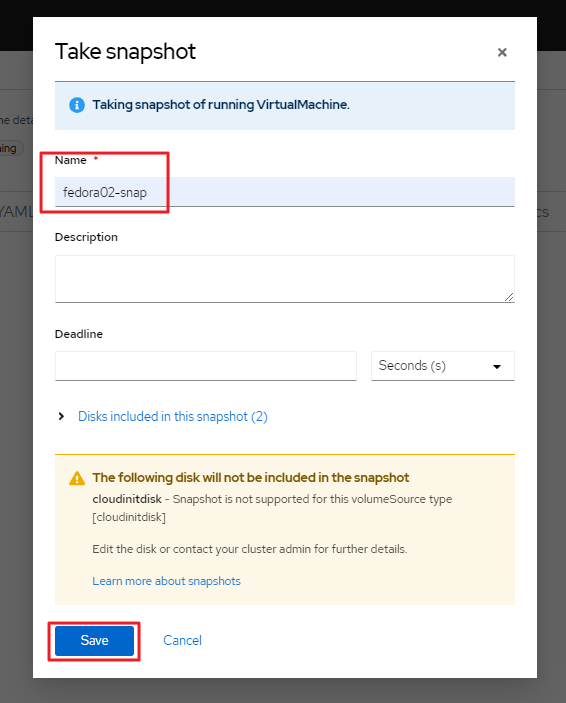 Take snapshot
Taking snapshot of running VirtualMachine.
Name *
fedora02-snap
Description
Deadline
Seconds (s)
Disks included in this snapshot (2)
The following disk will not be included in the snapshot
cloudinitdisk - Snapshot is not supported for this volumeSource type
[cloudinitdisk]
Edit the disk or contact your cluster admin for further details.
Learn more about snapshots
Save
Cancel
YAML